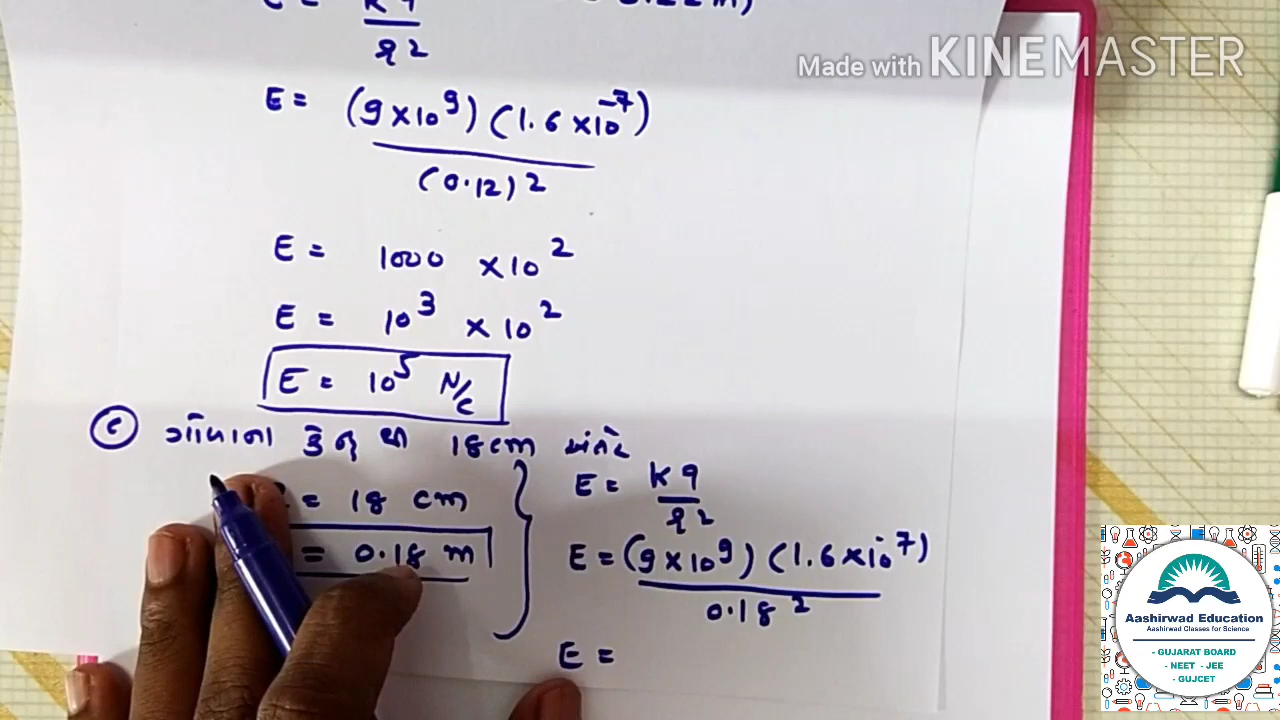 Made with KINEMASTER
E =
(9×10⁹) (1.6×10⁻⁷)
(0.12)²
E = 1000 ×10²
E = 10³ ×10²
E = 10⁵ N/C
18 cm
= 18 cm
= 0.18 m
E = kq
r²
E = (9×10⁹) (1.6×10⁻⁷)
0.18²
E =
Aashirwad Education
Aashirwad Classes for Science
- GUJARAT BOARD
- NEET - JEE
- GUJCET